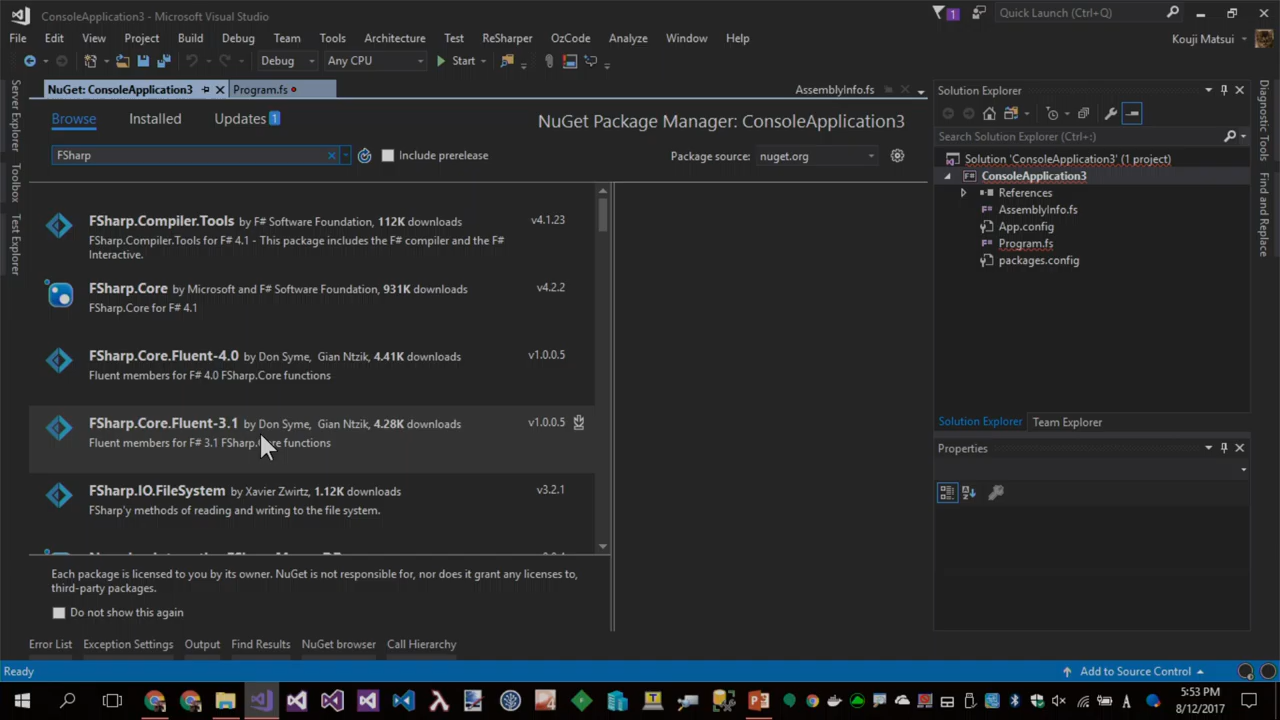 ConsoleApplication3 - Microsoft Visual Studio
1
Quick Launch (Ctrl+Q)
File Edit View Project Build Debug Team Tools Architecture Test ReSharper OzCode Analyze Window Help
Kouji Matsui
Debug Any CPU Start
Server Explorer
Toolbox
Test Explorer
NuGet: ConsoleApplication3
Program.fs
AssemblyInfo.fs
Browse Installed Updates 1
NuGet Package Manager: ConsoleApplication3
FSharp
Include prerelease
Package source: nuget.org
FSharp.Compiler.Tools by F# Software Foundation, 112K downloads v4.1.23
FSharp.Compiler.Tools for F# 4.1 - This package includes the F# compiler and the F#
Interactive.
FSharp.Core by Microsoft and F# Software Foundation, 931K downloads v4.2.2
FSharp.Core for F# 4.1
FSharp.Core.Fluent-4.0 by Don Syme, Gian Ntzik, 4.41K downloads v1.0.0.5
Fluent members for F# 4.0 FSharp.Core functions
FSharp.Core.Fluent-3.1 by Don Syme, Gian Ntzik, 4.28K downloads v1.0.0.5
Fluent members for F# 3.1 FSharp.Core functions
FSharp.IO.FileSystem by Xavier Zwirtz, 1.12K downloads v3.2.1
FSharp'y methods of reading and writing to the file system.
Each package is licensed to you by its owner. NuGet is not responsible for, nor does it grant any licenses to,
third-party packages.
Do not show this again
Solution Explorer
Search Solution Explorer (Ctrl+:)
Solution 'ConsoleApplication3' (1 project)
F# ConsoleApplication3
References
F# AssemblyInfo.fs
App.config
F# Program.fs
packages.config
Solution Explorer Team Explorer
Properties
Diagnostic Tools
Find and Replace
Error List Exception Settings Output Find Results NuGet browser Call Hierarchy
Ready
Add to Source Control
5:53 PM
8/12/2017